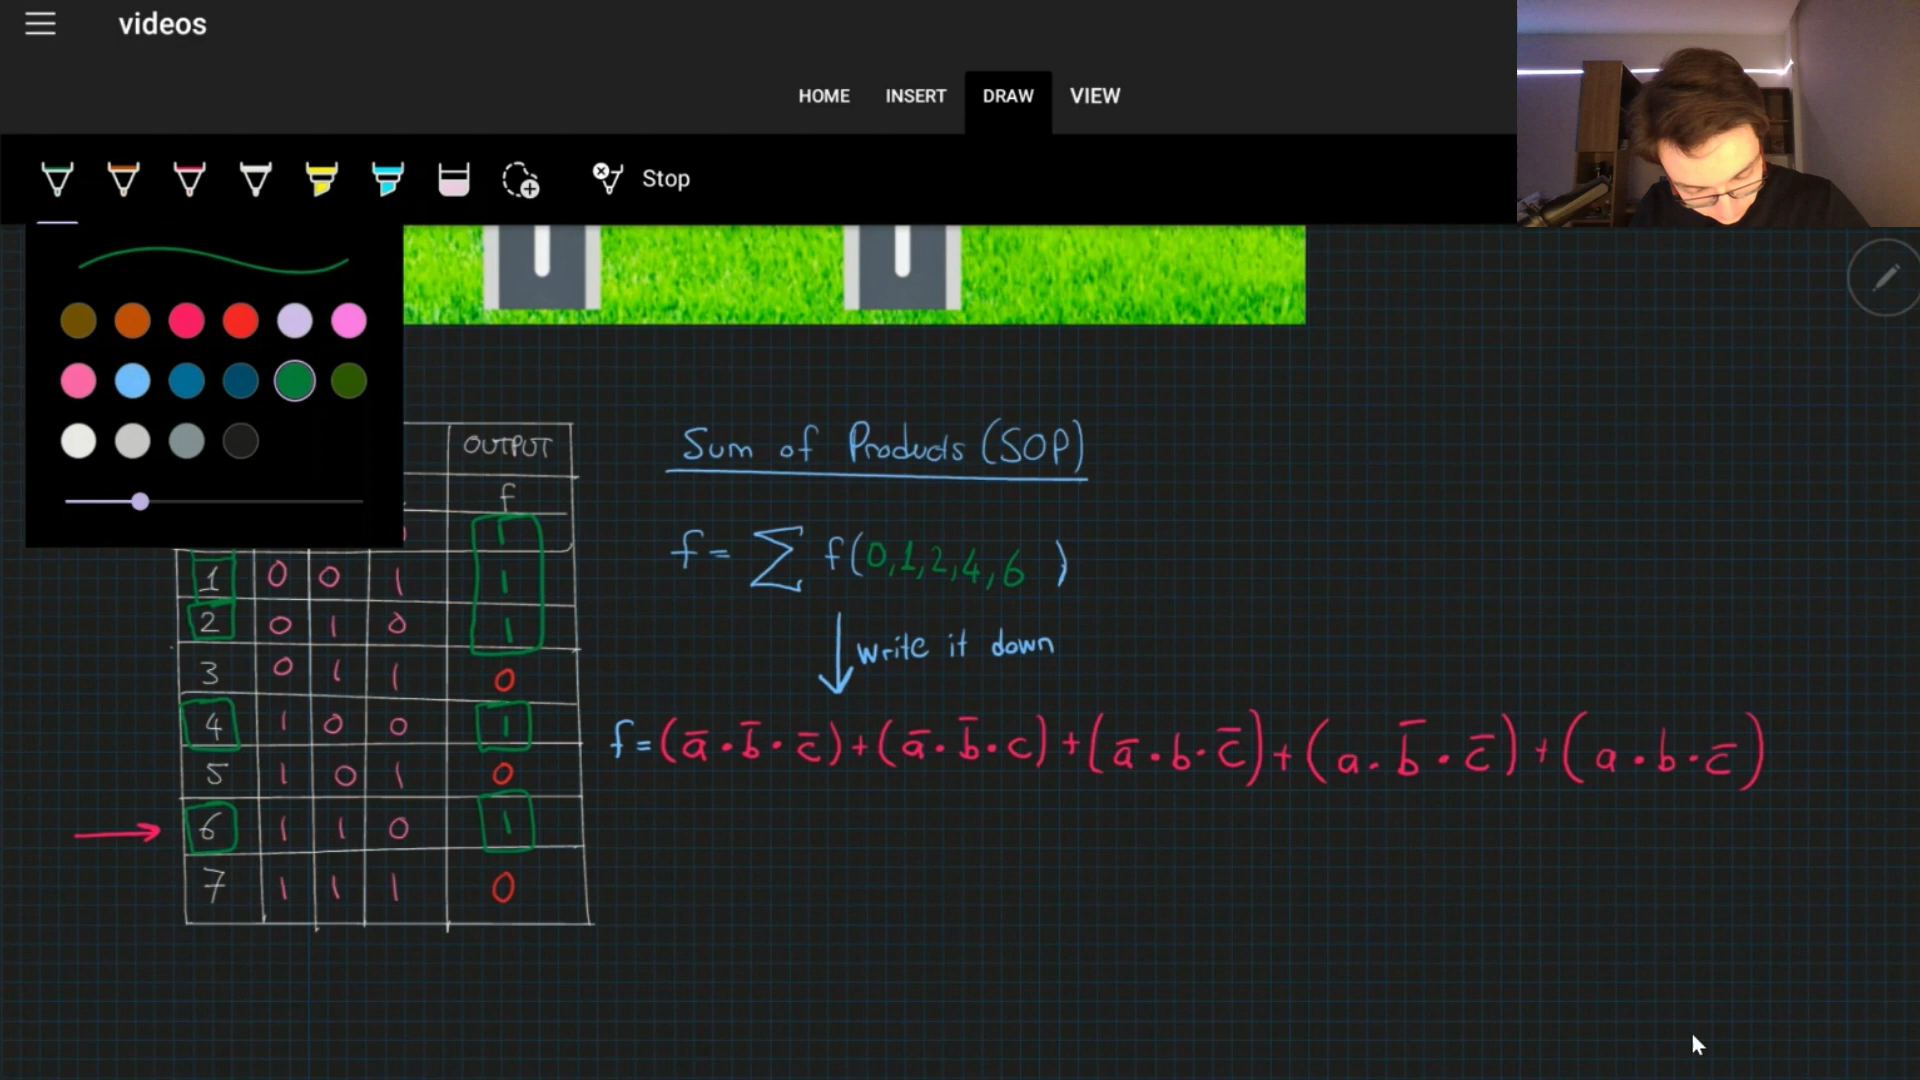 videos
HOME INSERT DRAW VIEW
Stop
OUTPUT
f
1
1 0 0 1 1
2 0 1 0 1
3 0 1 1 0
4 1 0 0 1
5 1 0 1 0
6 1 1 0 1
7 1 1 1 0
Sum of Products (SOP)
f = ∑ f(0,1,2,4,6 )
write it down
f = (a̅ · b̅ · c̅) + (a̅ · b̅ · c) + (a̅ · b · c̅) + (a · b̅ · c̅) + (a · b · c̅)